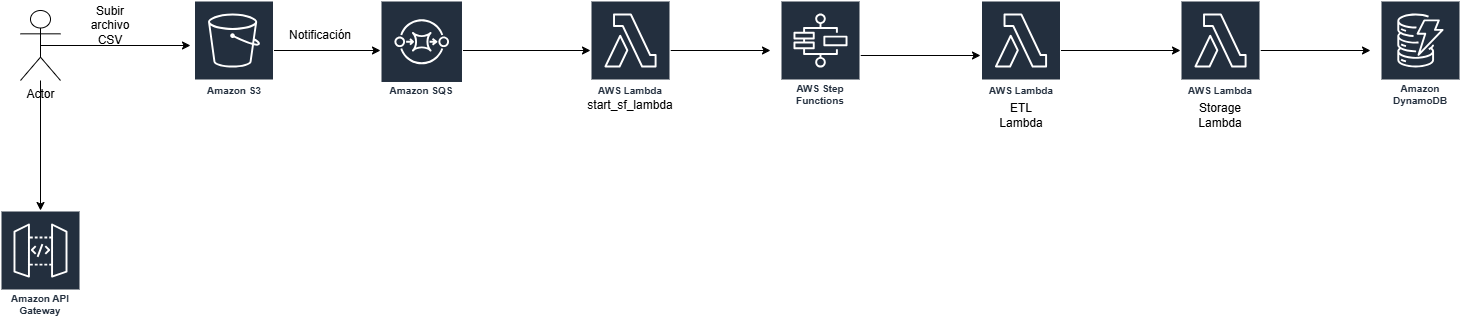 Subir
archivo
CSV
Actor
Amazon S3
Notificación
Amazon SQS
AWS Lambda
start_sf_lambda
AWS Step
Functions
AWS Lambda
ETL
Lambda
AWS Lambda
Storage
Lambda
Amazon
DynamoDB
</>
Amazon API
Gateway